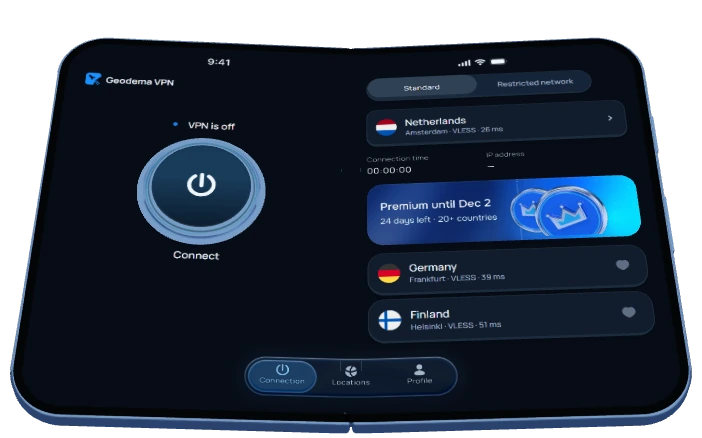 9:41
Geodema VPN
VPN is off
Connect
Standard
Restricted network
Netherlands
Amsterdam · VLESS · 26 ms
Connection time
IP address
00:00:00
—
Premium until Dec 2
24 days left · 20+ countries
Germany
Frankfurt · VLESS · 39 ms
Finland
Helsinki · VLESS · 51 ms
Connection
Locations
Profile